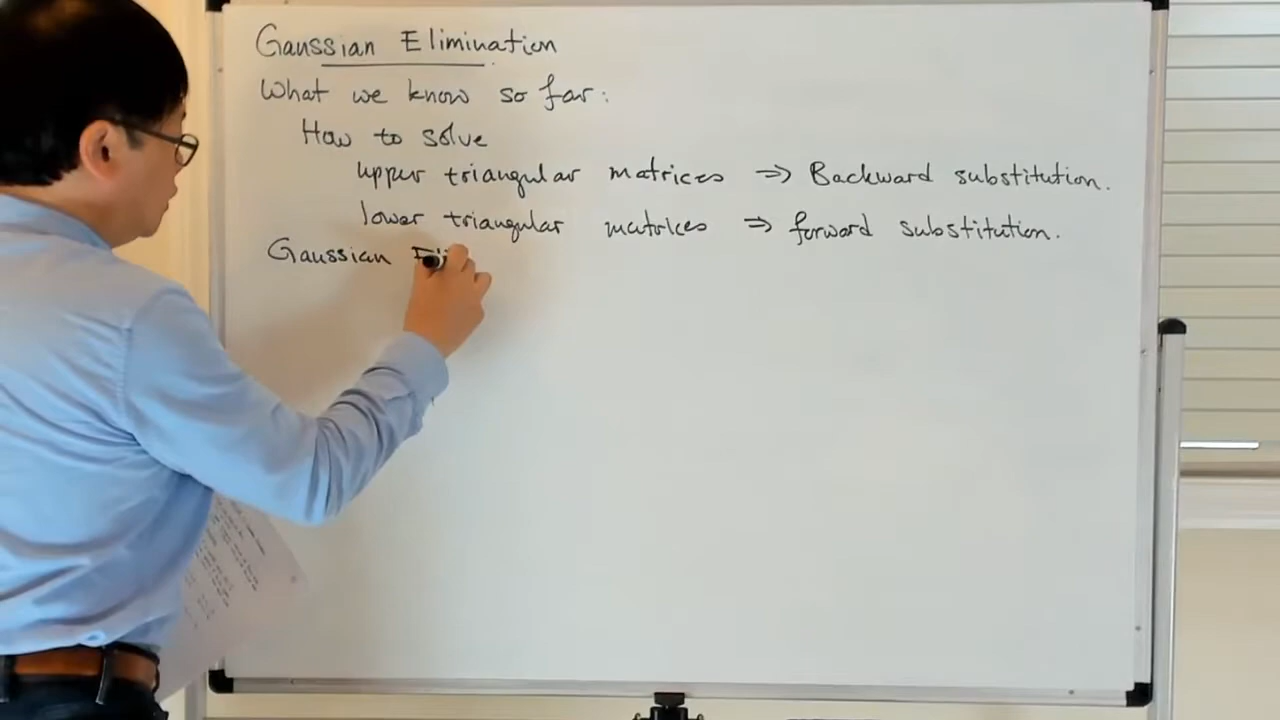 Gaussian Elimination
What we know so far:
How to solve
upper triangular matrices => Backward substitution.
lower triangular matrices => forward substitution.
Gaussian